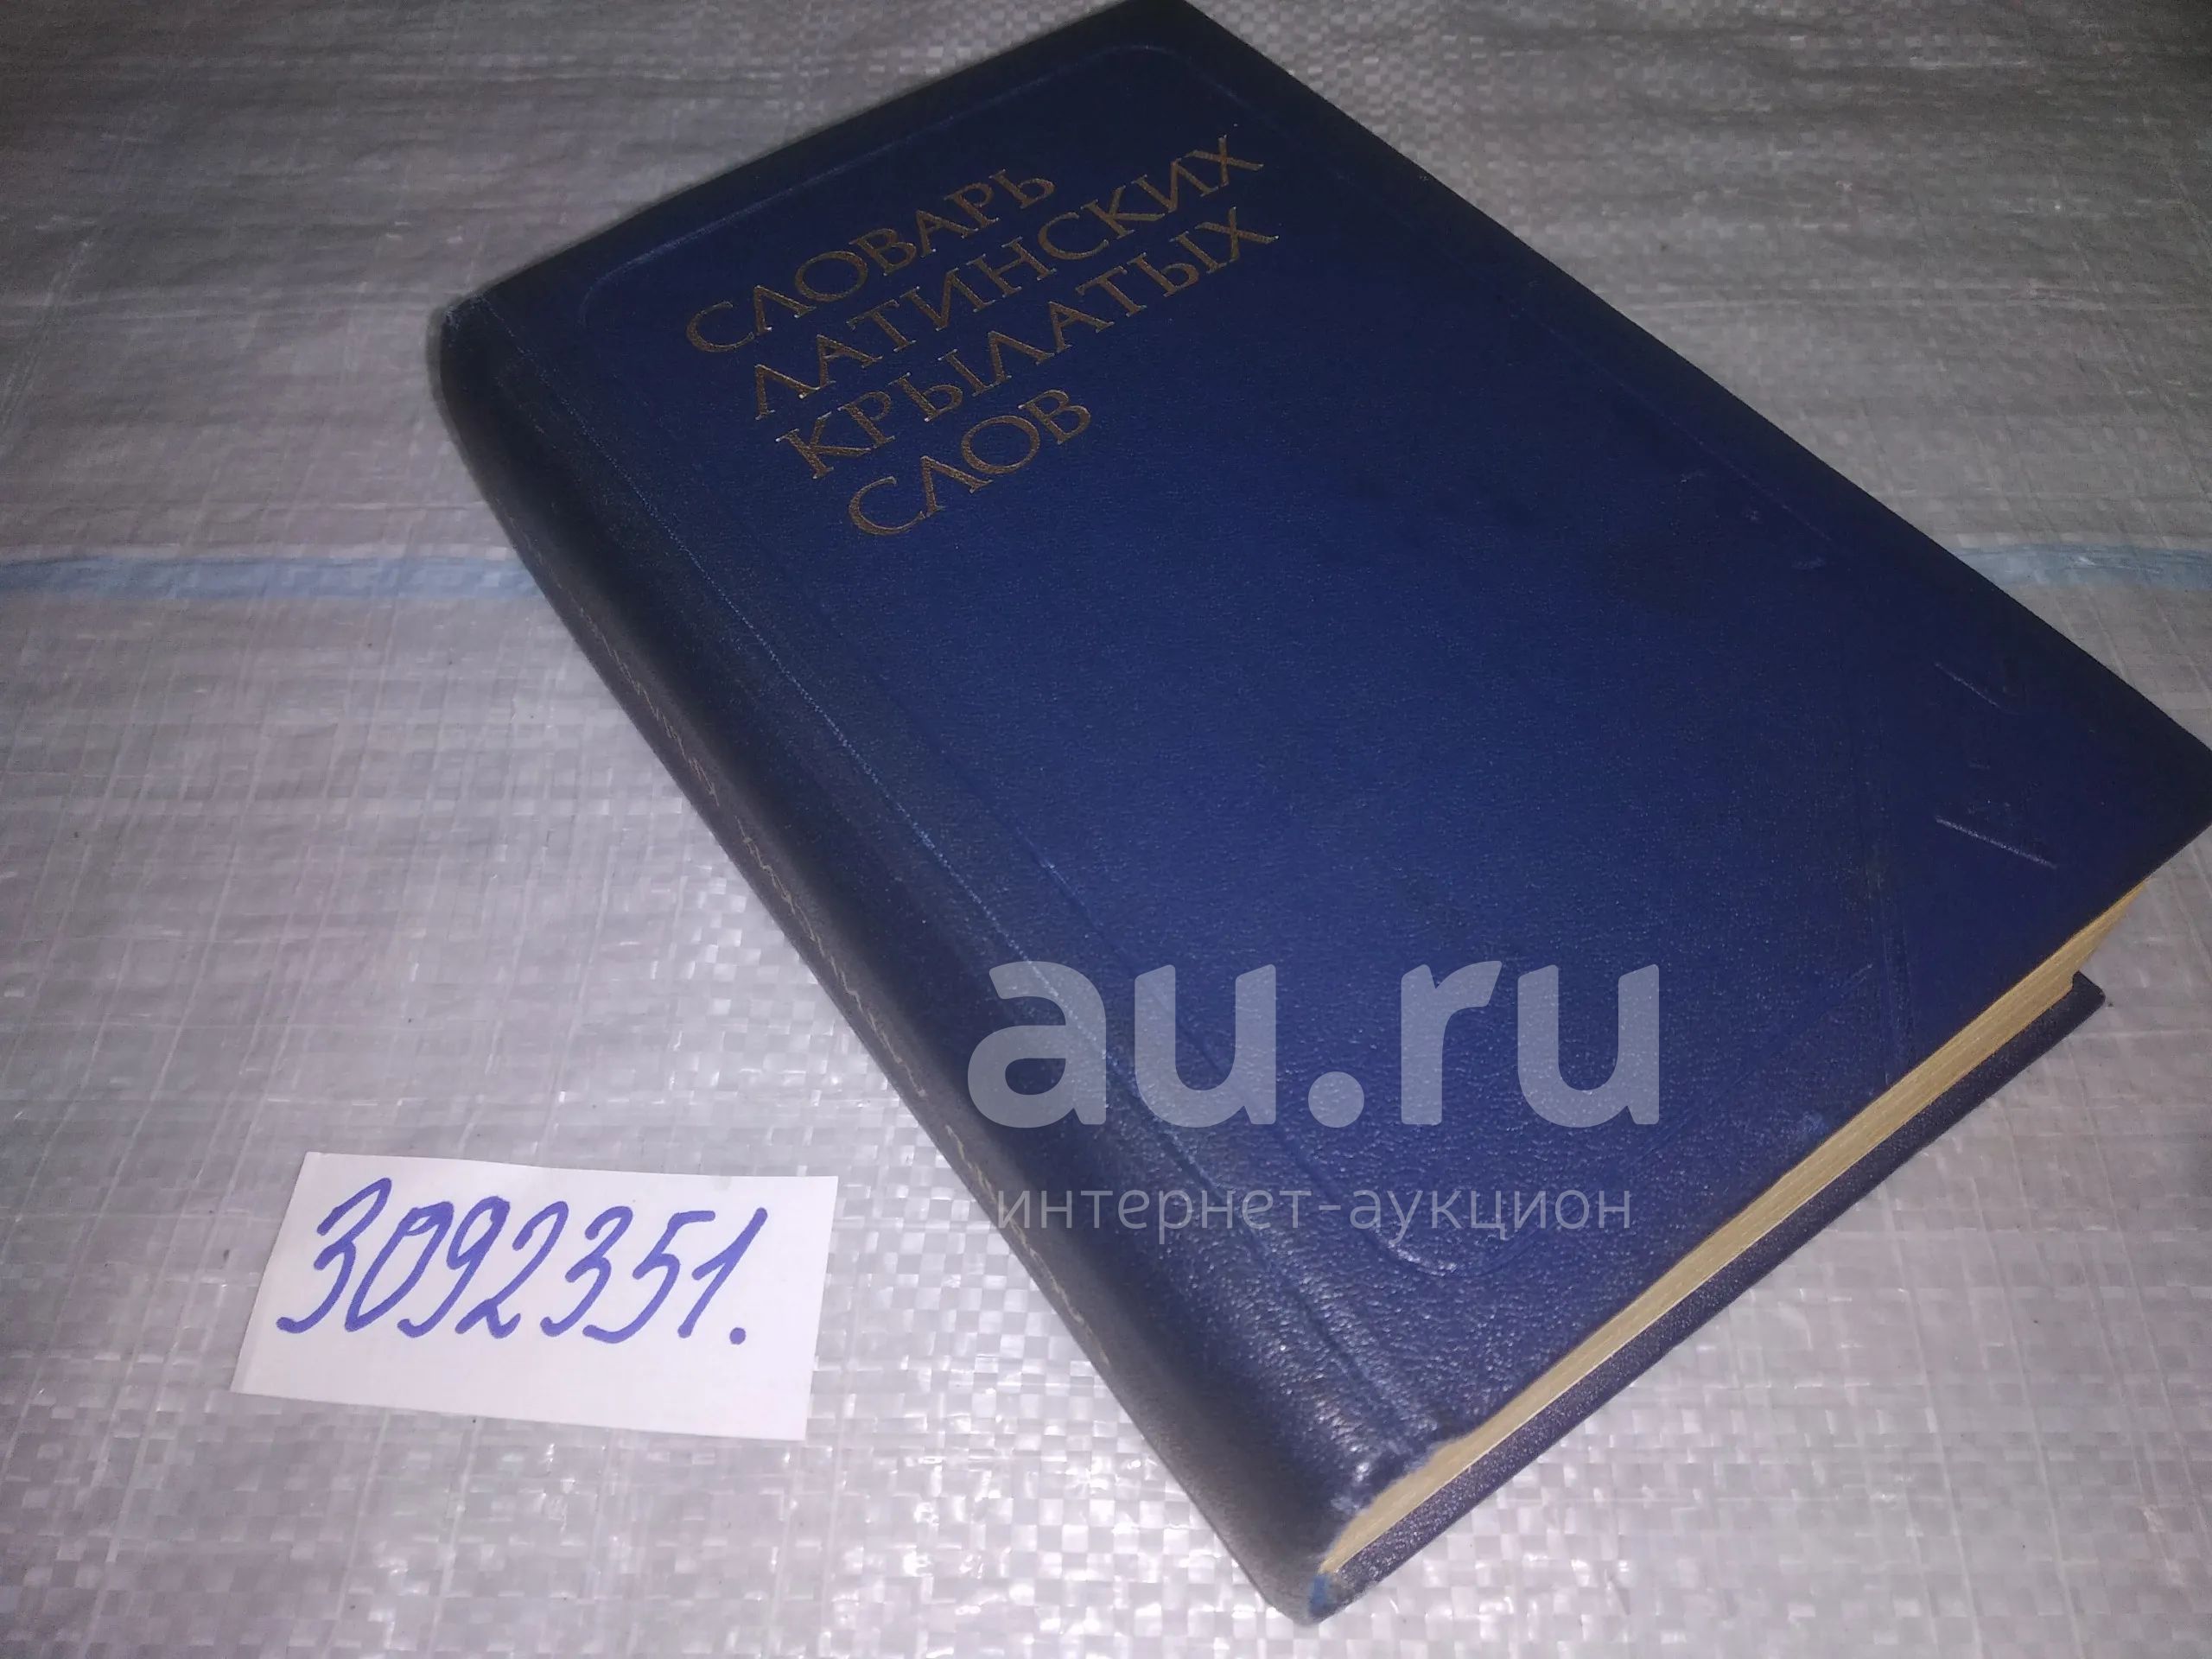 СЛОВАРЬ
ЛАТИНСКИХ
КРЫЛАТЫХ
СЛОВ
au.ru
интернет-аукцион
3092351.